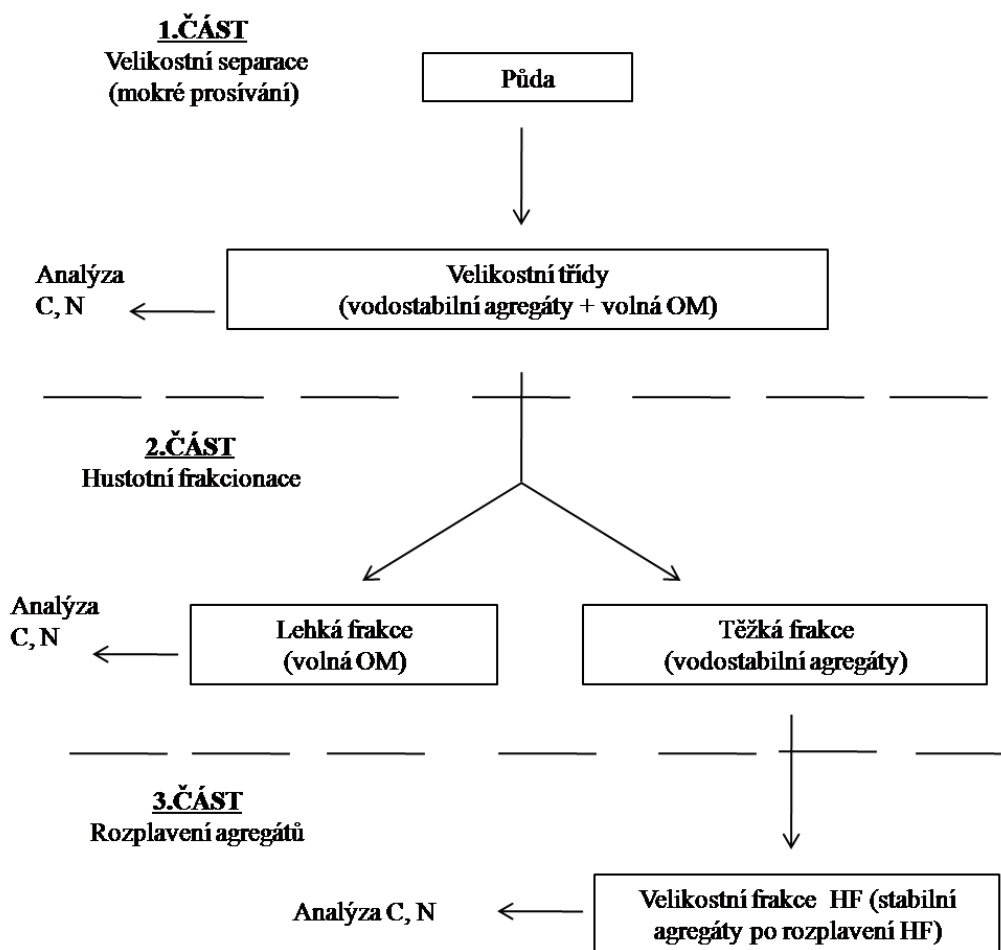 1.ČÁST
Velikostní separace
(mokré prosívání)
Půda
Analýza
C, N
Velikostní třídy
(vodostabilní agregáty + volná OM)
2.ČÁST
Hustotní frakcionace
Analýza
C, N
Lehká frakce
(volná OM)
Těžká frakce
(vodostabilní agregáty)
3.ČÁST
Rozplavení agregátů
Analýza C, N
Velikostní frakce HF (stabilní
agregáty po rozplavení HF)